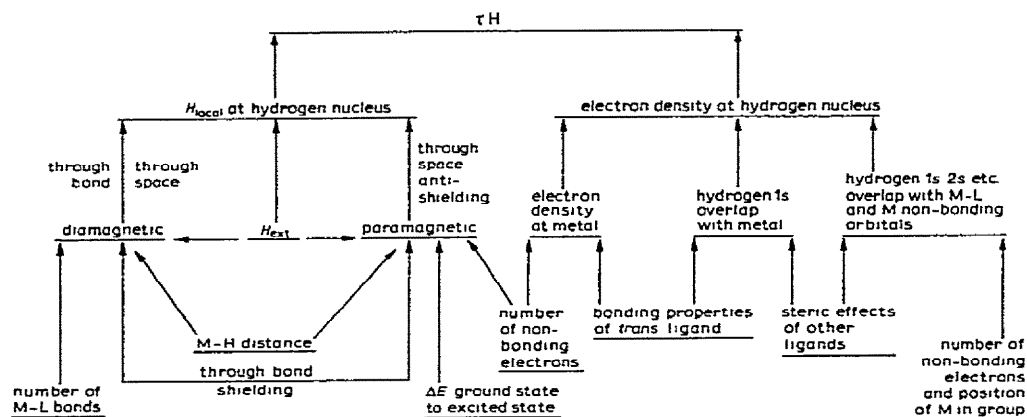 τH
H local at hydrogen nucleus
electron density at hydrogen nucleus
through
bond
through
space
through
space
anti-
shielding
electron
density
at metal
hydrogen 1s
overlap
with metal
hydrogen 1s 2s etc.
overlap with M-L
and M non-bonding
orbitals
diamagnetic
H ext
paramagnetic
number
of non-
bonding
electrons
bonding properties
of trans ligand
steric effects
of other
ligands
M-H distance
through bond
shielding
number of
M-L bonds
ΔE ground state
to excited state
number of
non-bonding
electrons
and position
of M in group